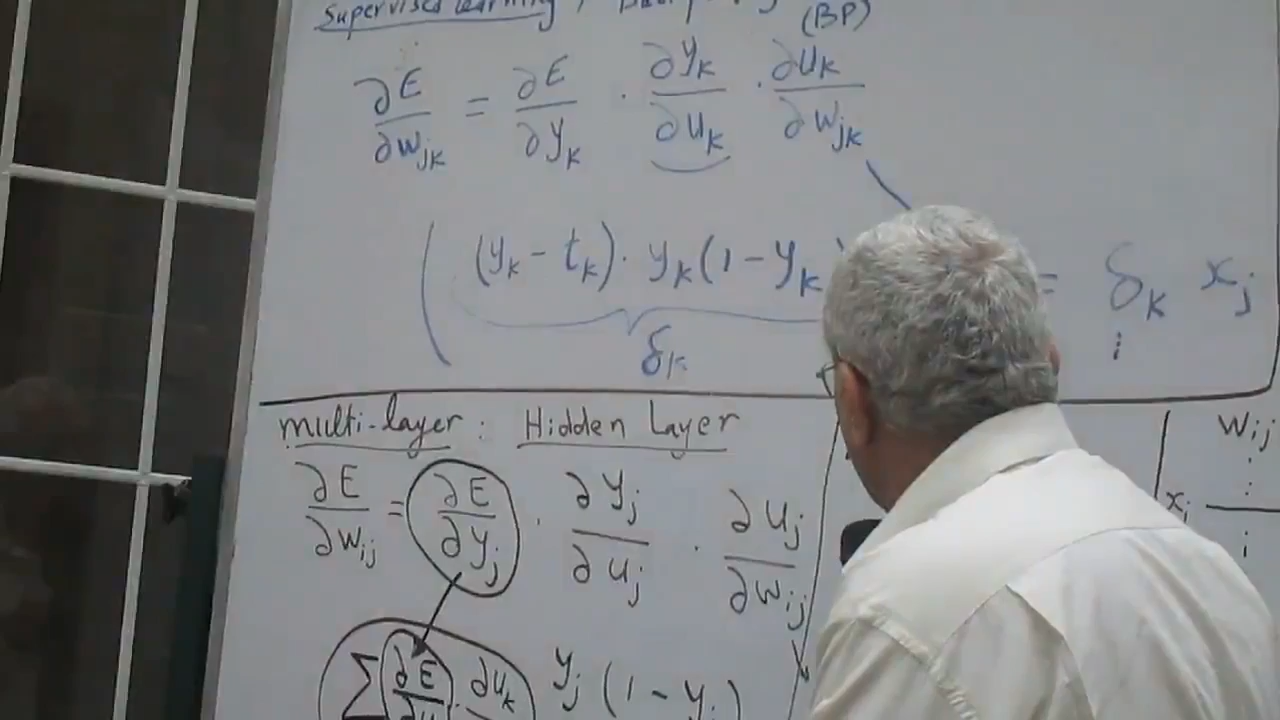 Supervised Learning
(BP)
∂E/∂w_jk = ∂E/∂y_k · ∂y_k/∂u_k · ∂u_k/∂w_jk
(y_k - t_k) · y_k(1 - y_k = δ_k x_j
δ_k
i
multi-layer : Hidden Layer
w_ij
∂E/∂w_ij = ∂E/∂y_j · ∂y_j/∂u_j · ∂u_j/∂w_ij
x_i
Σ ∂E/∂u · ∂u_k y_j (1 - y_j)